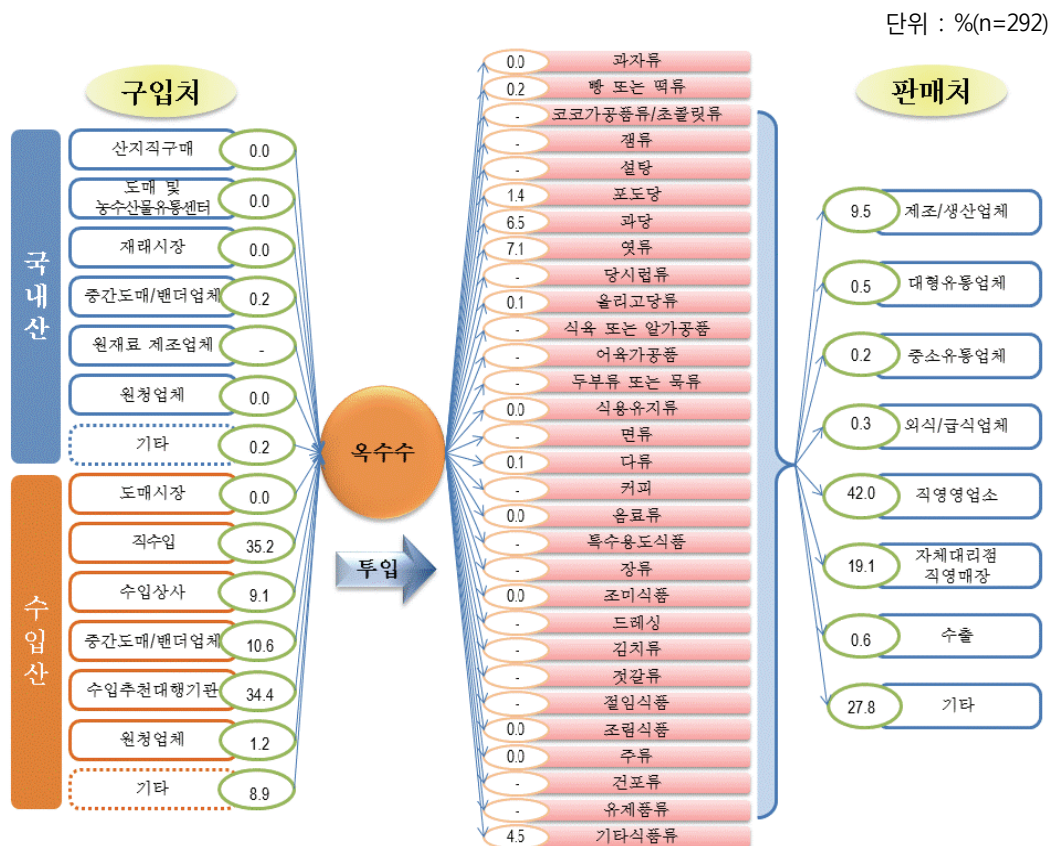 단위 : %(n=292)
구입처
국내산
산지직구매 0.0
도매 및
농수산물유통센터 0.0
재래시장 0.0
중간도매/밴더업체 0.2
원재료 제조업체 -
원청업체 0.0
기타 0.2
수입산
도매시장 0.0
직수입 35.2
수입상사 9.1
중간도매/밴더업체 10.6
수입추천대행기관 34.4
원청업체 1.2
기타 8.9
옥수수
투입
0.0 과자류
0.2 빵 또는 떡류
- 코코가공품류/초콜릿류
- 잼류
- 설탕
1.4 포도당
6.5 과당
7.1 엿류
- 당시럽류
0.1 올리고당류
- 식육 또는 알가공품
- 어육가공품
- 두부류 또는 묵류
0.0 식용유지류
- 면류
0.1 다류
- 커피
0.0 음료류
- 특수용도식품
- 장류
0.0 조미식품
- 드레싱
- 김치류
- 젓갈류
- 절임식품
0.0 조림식품
0.0 주류
- 건포류
- 유제품류
4.5 기타식품류
판매처
9.5 제조/생산업체
0.5 대형유통업체
0.2 중소유통업체
0.3 외식/급식업체
42.0 직영영업소
19.1 자체대리점
직영매장
0.6 수출
27.8 기타